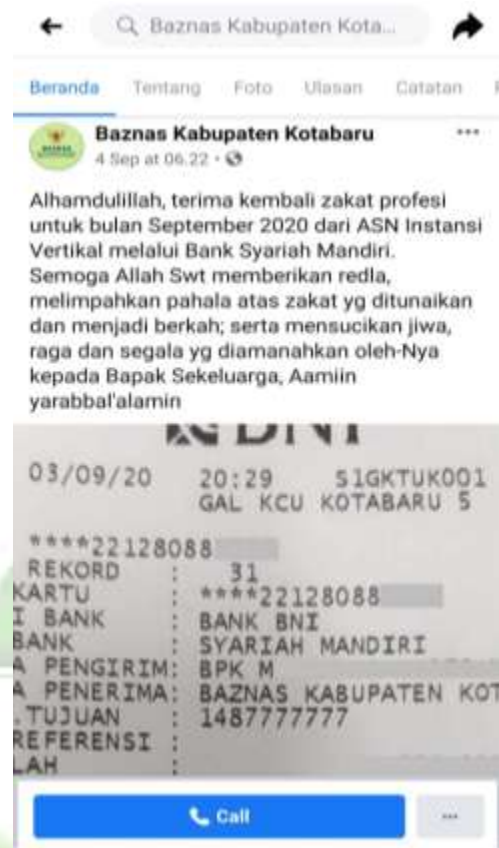 Baznas Kabupaten Kota...
Beranda Tentang Foto Ulasan Catatan
Baznas Kabupaten Kotabaru
4 Sep at 06.22
Alhamdulillah, terima kembali zakat profesi
untuk bulan September 2020 dari ASN Instansi
Vertikal melalui Bank Syariah Mandiri.
Semoga Allah Swt memberikan redla,
melimpahkan pahala atas zakat yg ditunaikan
dan menjadi berkah; serta mensucikan jiwa,
raga dan segala yg diamanahkan oleh-Nya
kepada Bapak Sekeluarga, Aamiin
yarabbal'alamin
BNI
03/09/20 20:29 S1GKTUK001
GAL KCU KOTABARU 5
****22128088
REKORD : 31
KARTU : ****22128088
I BANK : BANK BNI
BANK : SYARIAH MANDIRI
A PENGIRIM: BPK M
A PENERIMA: BAZNAS KABUPATEN KOT
.TUJUAN : 1487777777
REFERENSI :
LAH :
Call